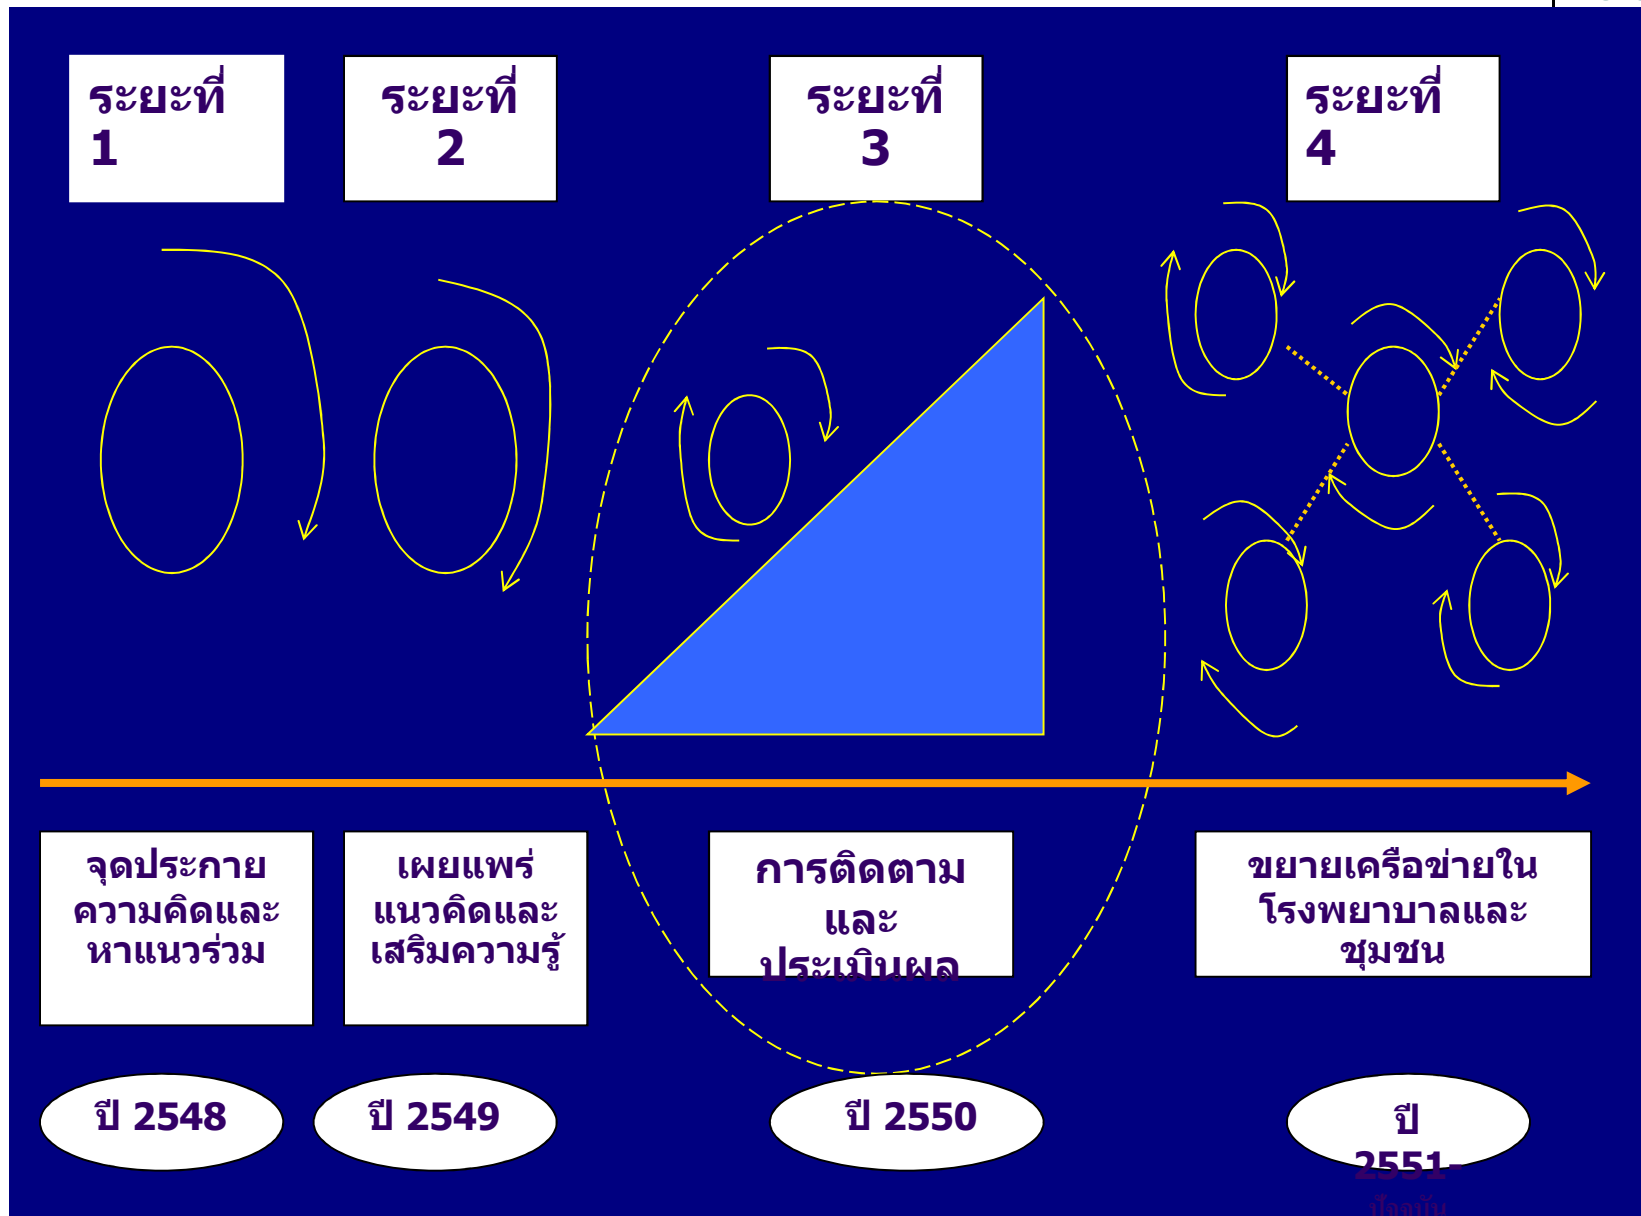 ระยะที่
1
ระยะที่
2
ระยะที่
3
ระยะที่
4
จุดประกาย
ความคิดและ
หาแนวร่วม
เผยแพร่
แนวคิดและ
เสริมความรู้
การติดตาม
และ
ประเมินผล
ขยายเครือข่ายใน
โรงพยาบาลและ
ชุมชน
ปี 2548
ปี 2549
ปี 2550
ปี
2551-
ปัจจุบัน